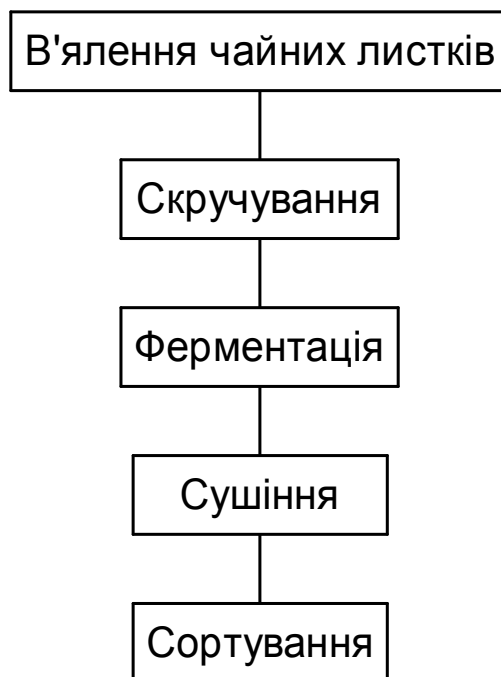 В'ялення чайних листків
Скручування
Ферментація
Сушіння
Сортування